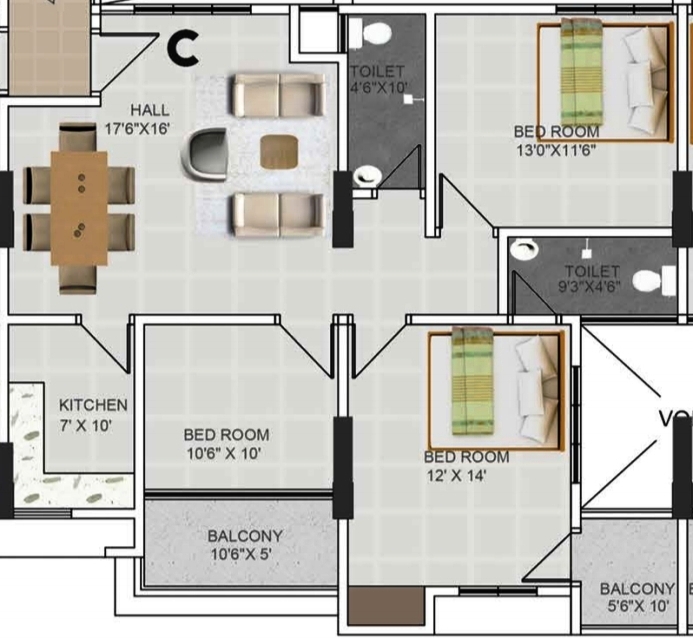 C
HALL
17'6"X16'
TOILET
4'6"X10'
BED ROOM
13'0"X11'6"
TOILET
9'3"X4'6"
KITCHEN
7' X 10'
BED ROOM
10'6" X 10'
BED ROOM
12' X 14'
BALCONY
10'6"X 5'
BALCONY
5'6"X 10'